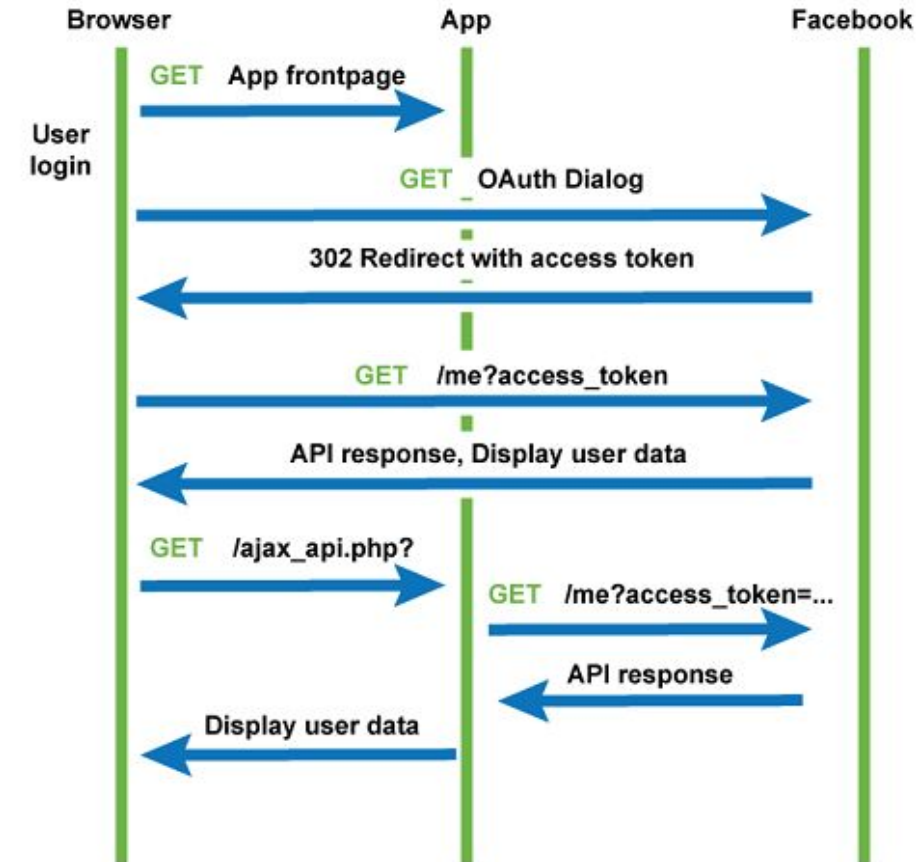 Browser
App
Facebook
GET App frontpage
User
login
GET OAuth Dialog
302 Redirect with access token
GET /me?access_token
API response, Display user data
GET /ajax_api.php?
GET /me?access_token=...
API response
Display user data